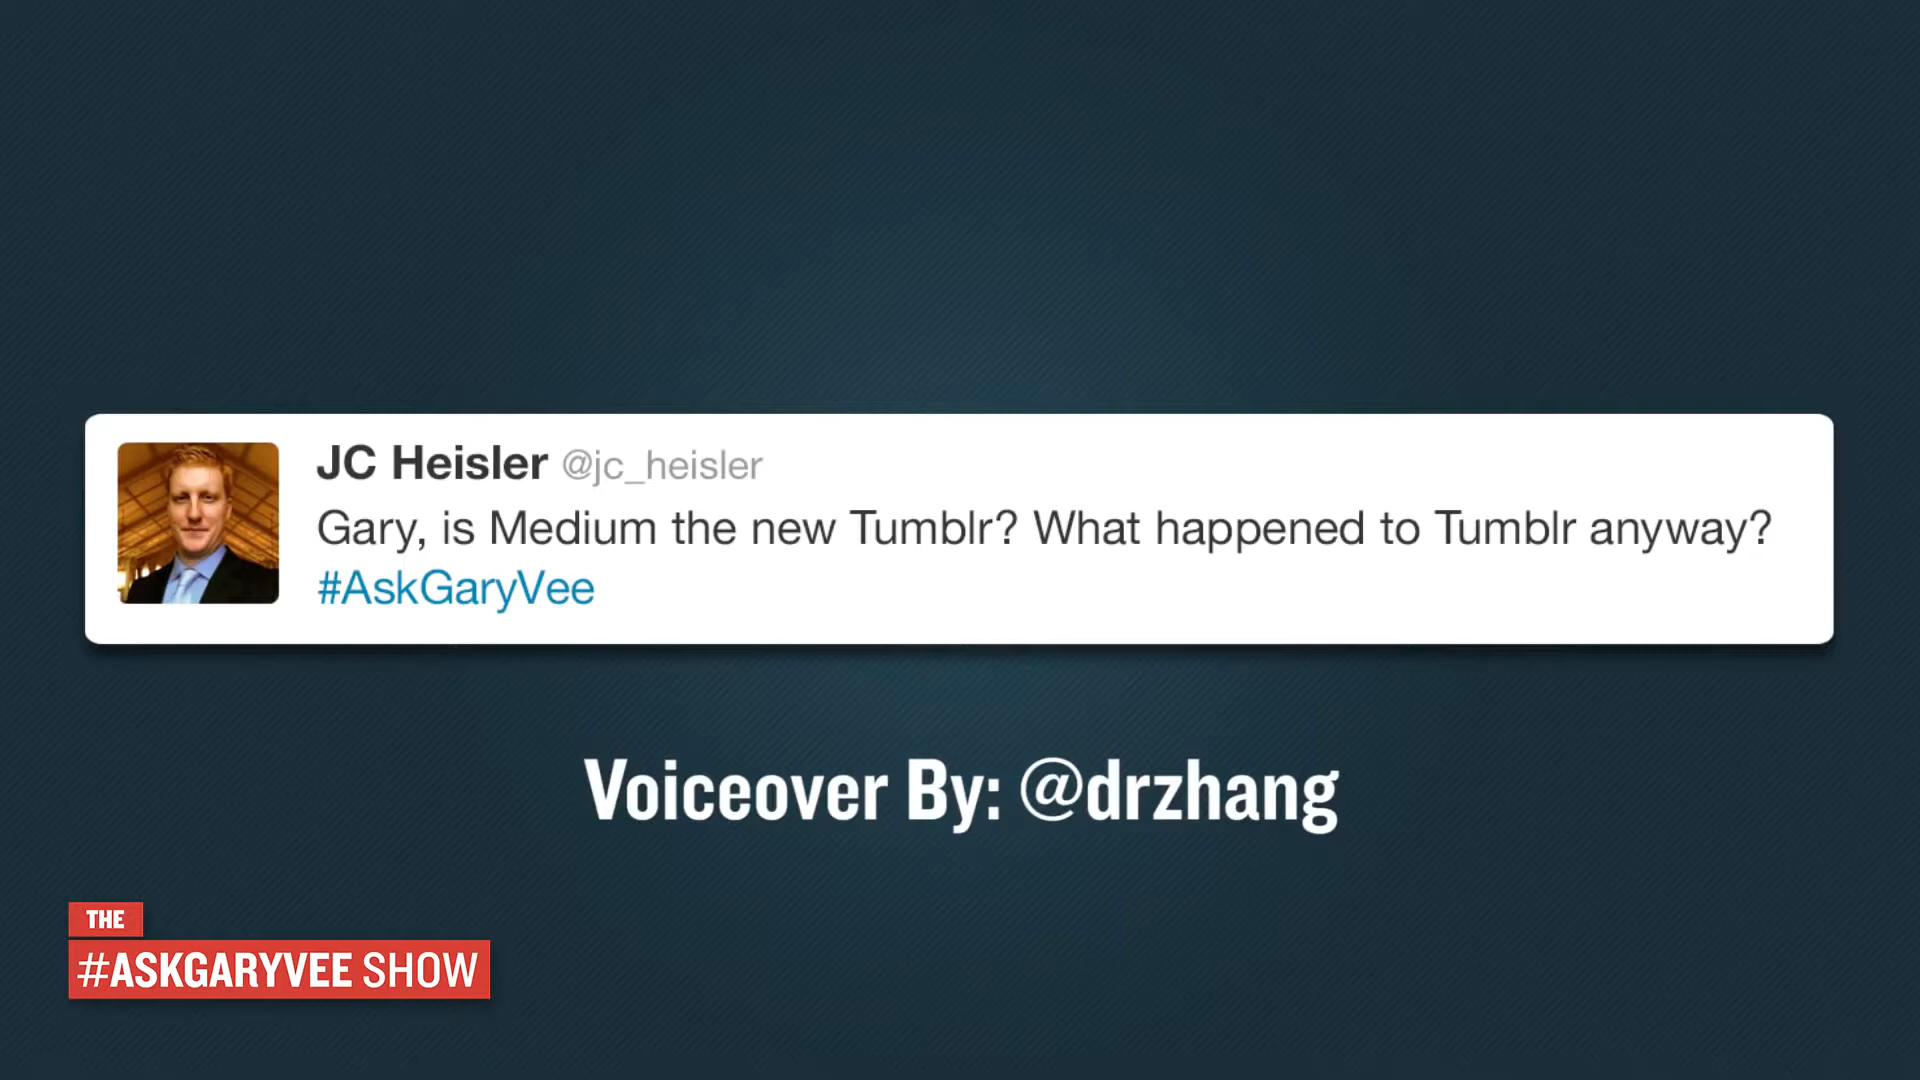 JC Heisler @jc_heisler
Gary, is Medium the new Tumblr? What happened to Tumblr anyway?
#AskGaryVee
Voiceover By: @drzhang
THE
#ASKGARYVEE SHOW